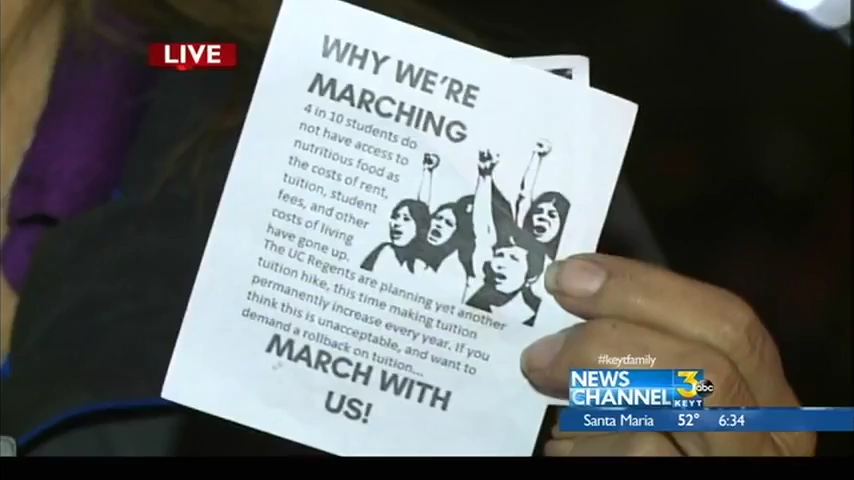 LIVE
WHY WE'RE
MARCHING
4 in 10 students do
not have access to
nutritious food as
the costs of rent,
tuition, student
fees, and other
costs of living
have gone up.
The UC Regents are planning yet another
tuition hike, this time making tuition
permanently increase every year. If you
think this is unacceptable, and want to
demand a rollback on tuition...
MARCH WITH
US!
#keytfamily
NEWS
CHANNEL 3
KEYT
abc
Santa Maria 52° 6:34